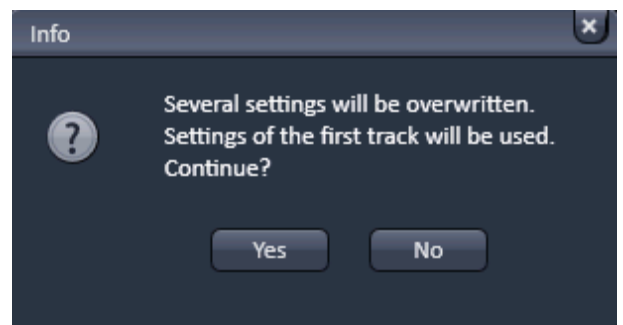 Info
Several settings will be overwritten.
Settings of the first track will be used.
Continue?
Yes No